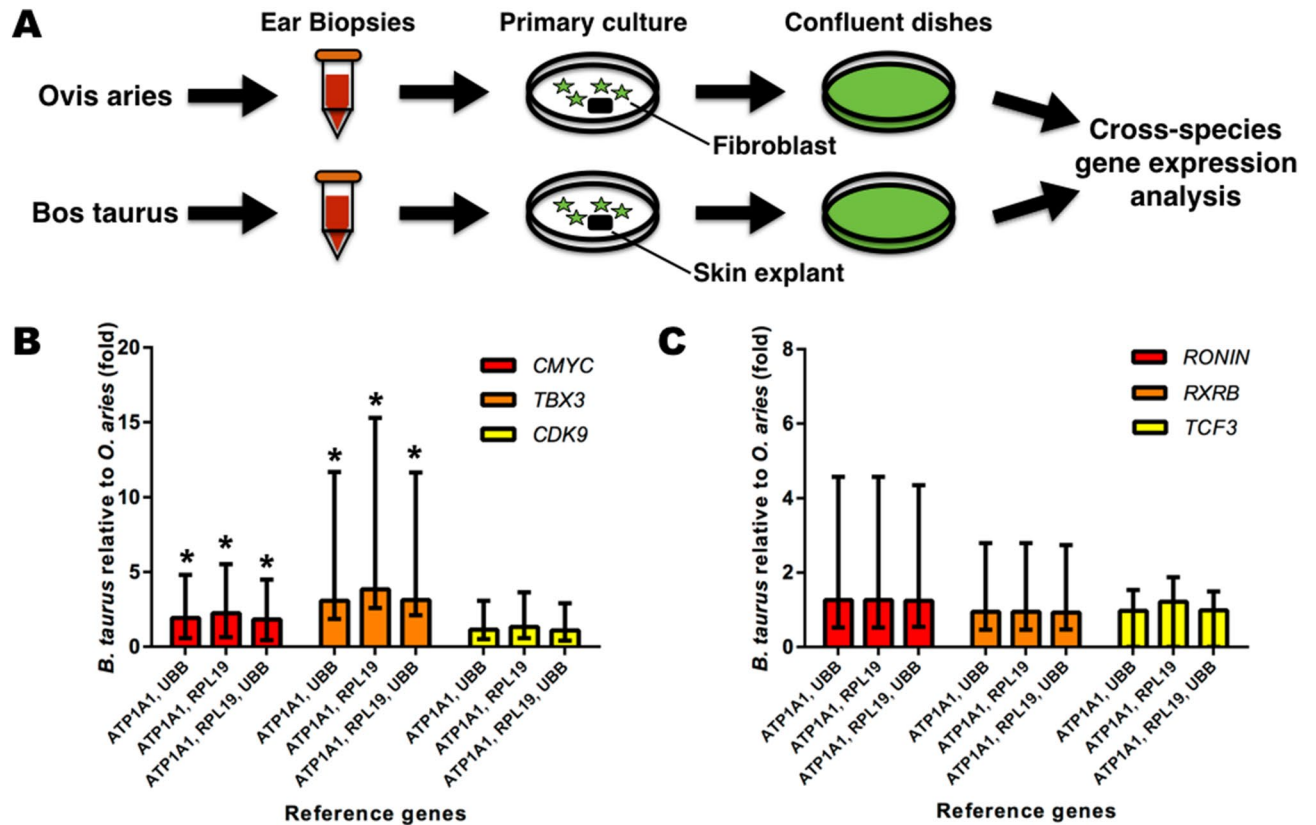 A
Ear Biopsies
Primary culture
Confluent dishes
Ovis aries
Fibroblast
Cross-species
gene expression
analysis
Bos taurus
Skin explant
B
B. taurus relative to O. aries (fold)
20
15
10
5
0
* * *
* * *
CMYC
TBX3
CDK9
ATP1A1, UBB
ATP1A1, RPL19
ATP1A1, RPL19, UBB
ATP1A1, UBB
ATP1A1, RPL19
ATP1A1, RPL19, UBB
ATP1A1, UBB
ATP1A1, RPL19
ATP1A1, RPL19, UBB
Reference genes
C
B. taurus relative to O. aries (fold)
8
6
4
2
0
RONIN
RXRB
TCF3
ATP1A1, UBB
ATP1A1, RPL19
ATP1A1, RPL19, UBB
ATP1A1, UBB
ATP1A1, RPL19
ATP1A1, RPL19, UBB
ATP1A1, UBB
ATP1A1, RPL19
ATP1A1, RPL19, UBB
Reference genes